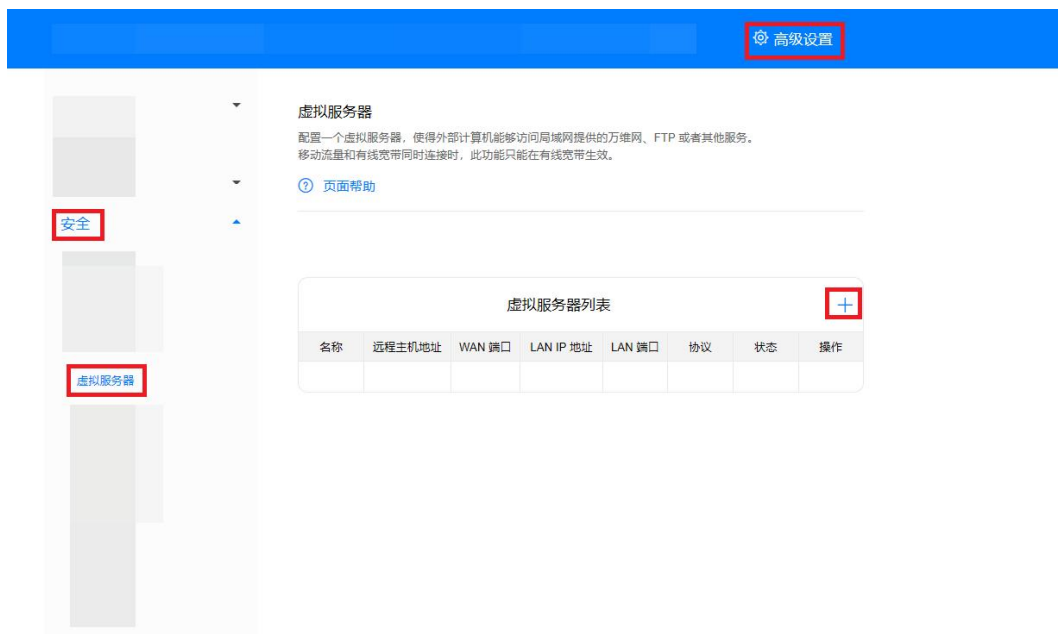 高级设置
虚拟服务器
配置一个虚拟服务器，使得外部计算机能够访问局域网提供的万维网、FTP 或者其他服务。
移动流量和有线宽带同时连接时，此功能只能在有线宽带生效。
? 页面帮助
安全
虚拟服务器列表
名称 远程主机地址 WAN 端口 LAN IP 地址 LAN 端口 协议 状态 操作
虚拟服务器